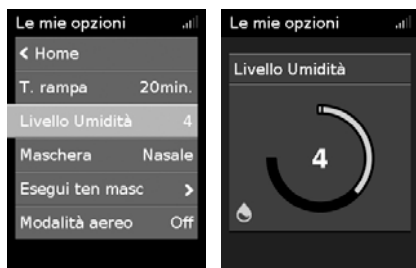 Le mie opzioni
< Home
T. rampa 20min.
Livello Umidità 4
Maschera Nasale
Esegui ten masc >
Modalità aereo Off
Le mie opzioni
Livello Umidità
4